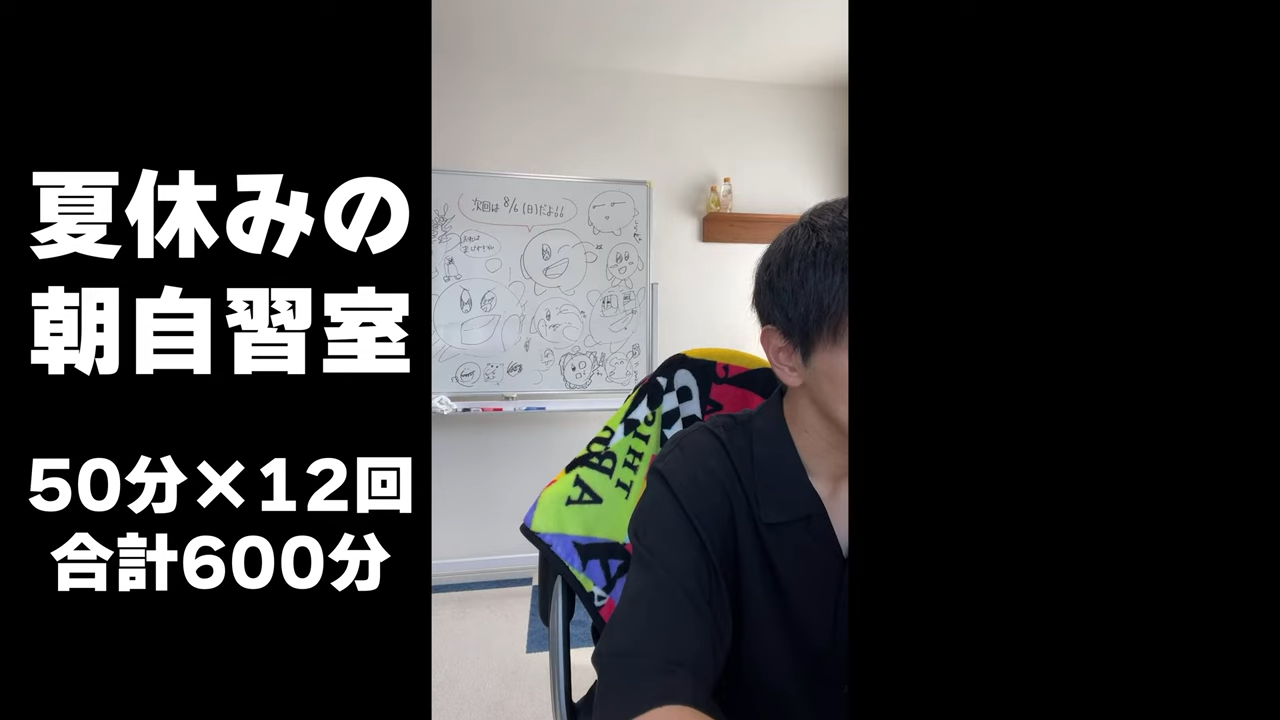 夏休みの
朝自習室
50分×12回
合計600分
次回は 8/6 (日)だよ!!